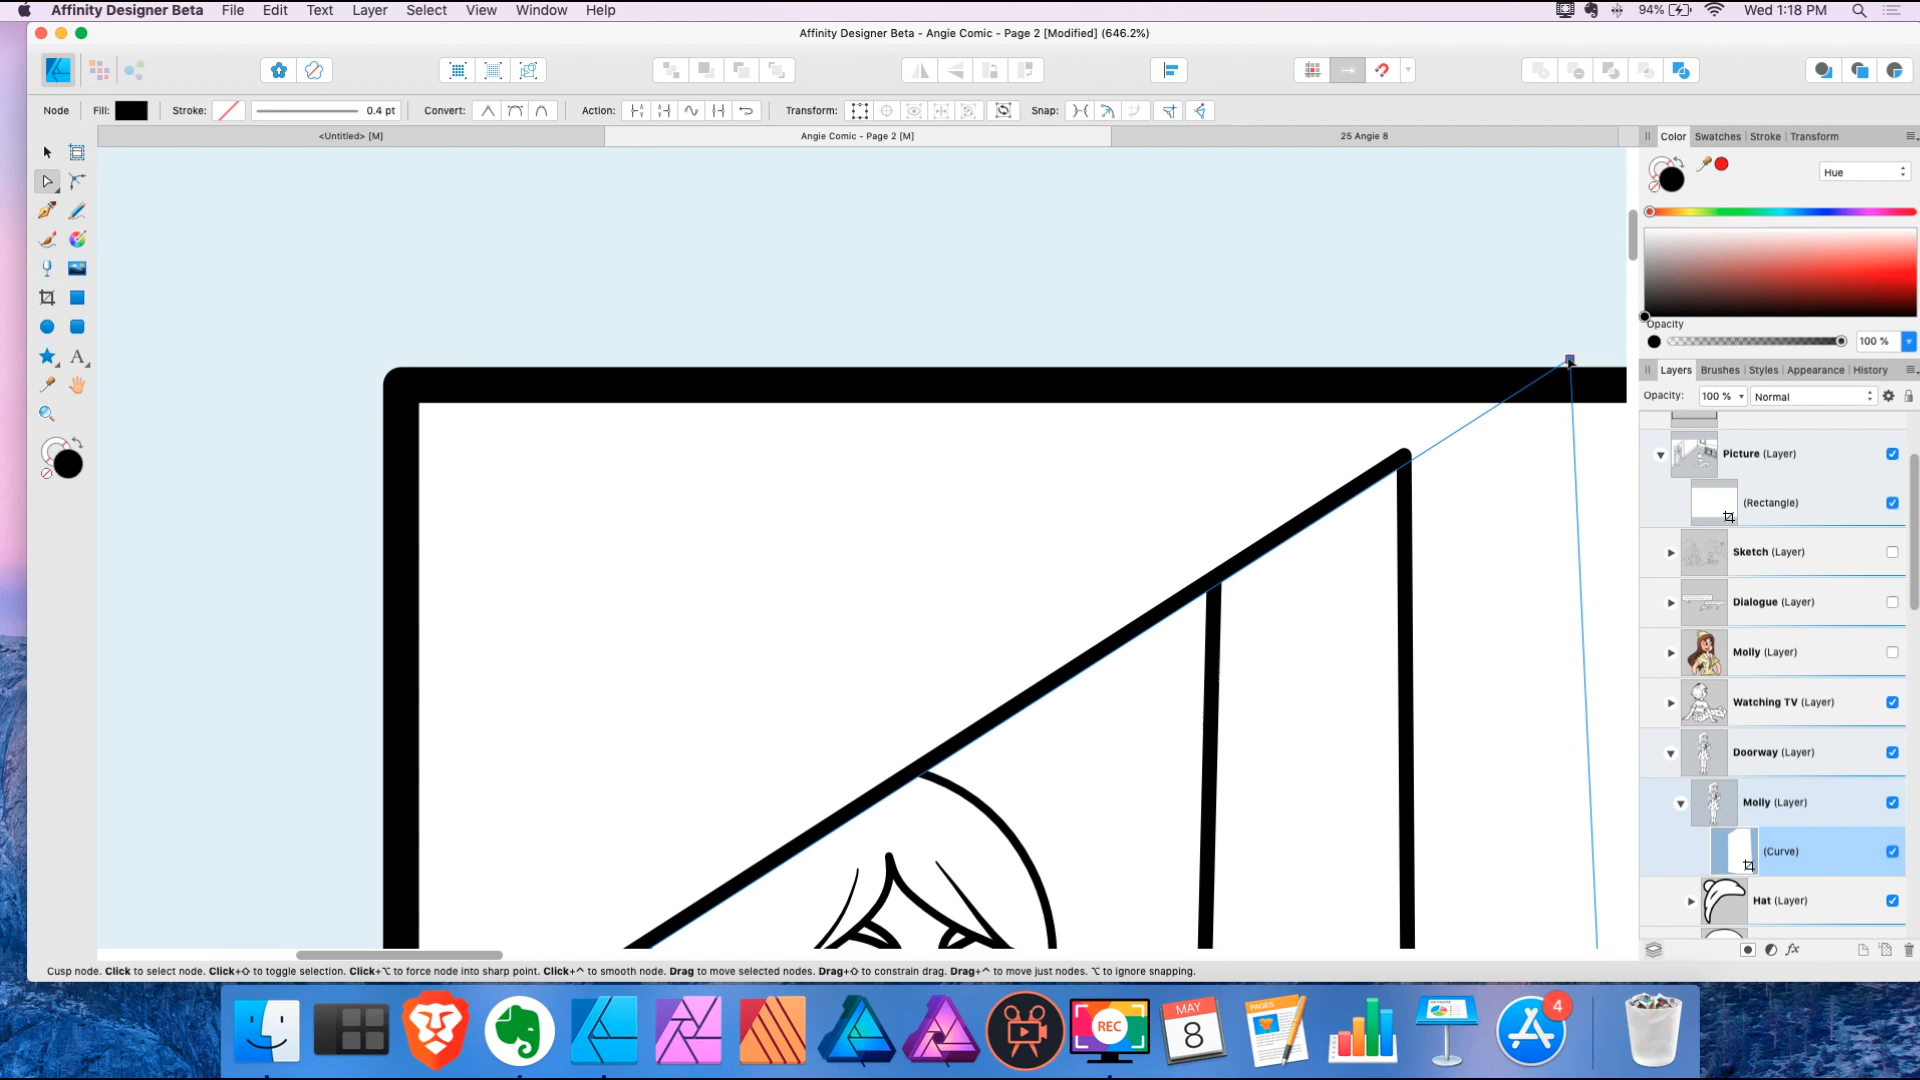 Affinity Designer Beta File Edit Text Layer Select View Window Help 94% Wed 1:18 PM
Affinity Designer Beta - Angie Comic - Page 2 [Modified] (646.2%)
Node Fill: Stroke: 0.4 pt Convert: Action: Transform: Snap:
<Untitled> [M] Angie Comic - Page 2 [M] 25 Angie 8
Color Swatches Stroke Transform
Hue
Opacity
100 %
Layers Brushes Styles Appearance History
Opacity: 100 % Normal
Picture (Layer)
(Rectangle)
Sketch (Layer)
Dialogue (Layer)
Molly (Layer)
Watching TV (Layer)
Doorway (Layer)
Molly (Layer)
(Curve)
Hat (Layer)
fx
Cusp node. Click to select node. Click+⇧ to toggle selection. Click+⌥ to force node into sharp point. Click+^ to smooth node. Drag to move selected nodes. Drag+⇧ to constrain drag. Drag+^ to move just nodes. ⌥ to ignore snapping.
REC
MAY
8
PAGES
4